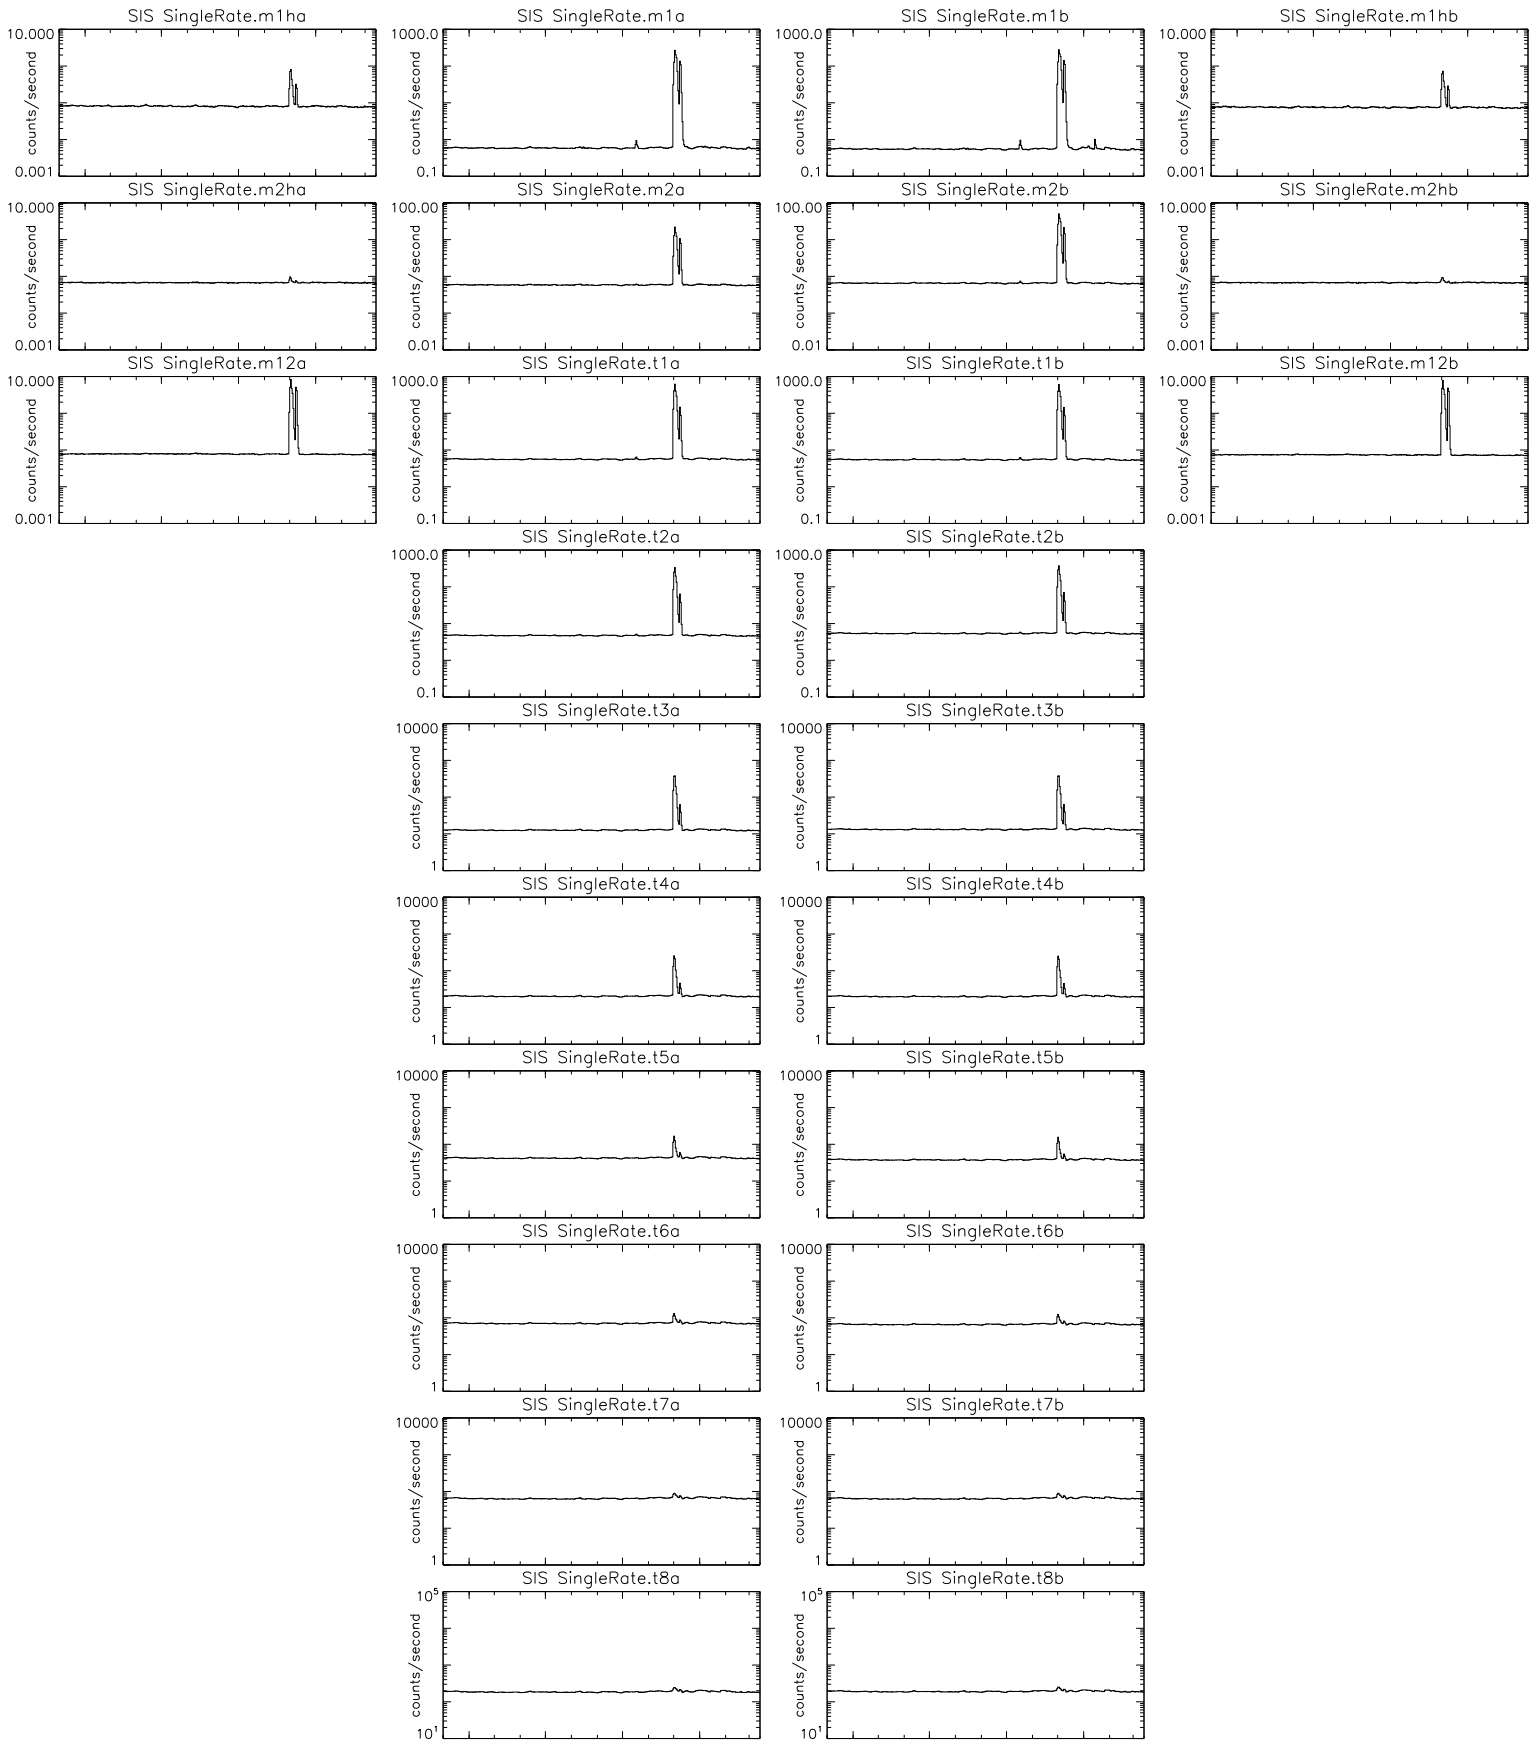 SIS SingleRate.m1ha
10.000
counts/second
0.001
SIS SingleRate.m1a
1000.0
counts/second
0.1
SIS SingleRate.m1b
1000.0
counts/second
0.1
SIS SingleRate.m1hb
10.000
counts/second
0.001
SIS SingleRate.m2ha
10.000
counts/second
0.001
SIS SingleRate.m2a
100.00
counts/second
0.01
SIS SingleRate.m2b
100.00
counts/second
0.01
SIS SingleRate.m2hb
10.000
counts/second
0.001
SIS SingleRate.m12a
10.000
counts/second
0.001
SIS SingleRate.t1a
1000.0
counts/second
0.1
SIS SingleRate.t1b
1000.0
counts/second
0.1
SIS SingleRate.m12b
10.000
counts/second
0.001
SIS SingleRate.t2a
1000.0
counts/second
0.1
SIS SingleRate.t2b
1000.0
counts/second
0.1
SIS SingleRate.t3a
10000
counts/second
1
SIS SingleRate.t3b
10000
counts/second
1
SIS SingleRate.t4a
10000
counts/second
1
SIS SingleRate.t4b
10000
counts/second
1
SIS SingleRate.t5a
10000
counts/second
1
SIS SingleRate.t5b
10000
counts/second
1
SIS SingleRate.t6a
10000
counts/second
1
SIS SingleRate.t6b
10000
counts/second
1
SIS SingleRate.t7a
10000
counts/second
1
SIS SingleRate.t7b
10000
counts/second
1
SIS SingleRate.t8a
10⁵
counts/second
10¹
SIS SingleRate.t8b
10⁵
counts/second
10¹